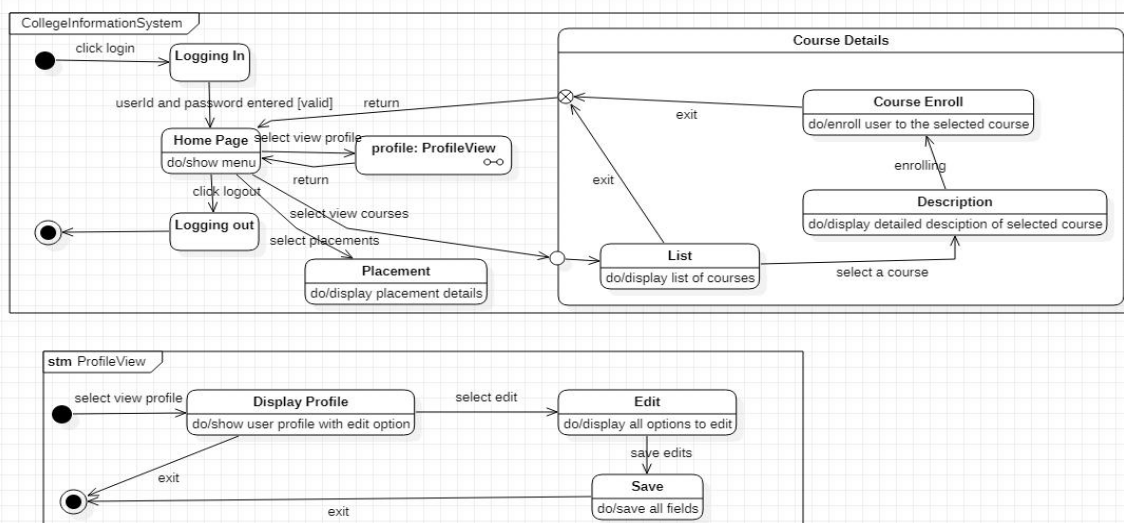 CollegeInformationSystem
click login
Logging In
userId and password entered [valid]
return
Home Page
do/show menu
select view profile
profile: ProfileView
return
click logout
Logging out
select view courses
select placements
Placement
do/display placement details
Course Details
Course Enroll
do/enroll user to the selected course
exit
enrolling
exit
Description
do/display detailed desciption of selected course
List
do/display list of courses
select a course
stm ProfileView
select view profile
Display Profile
do/show user profile with edit option
select edit
Edit
do/display all options to edit
save edits
exit
Save
do/save all fields
exit